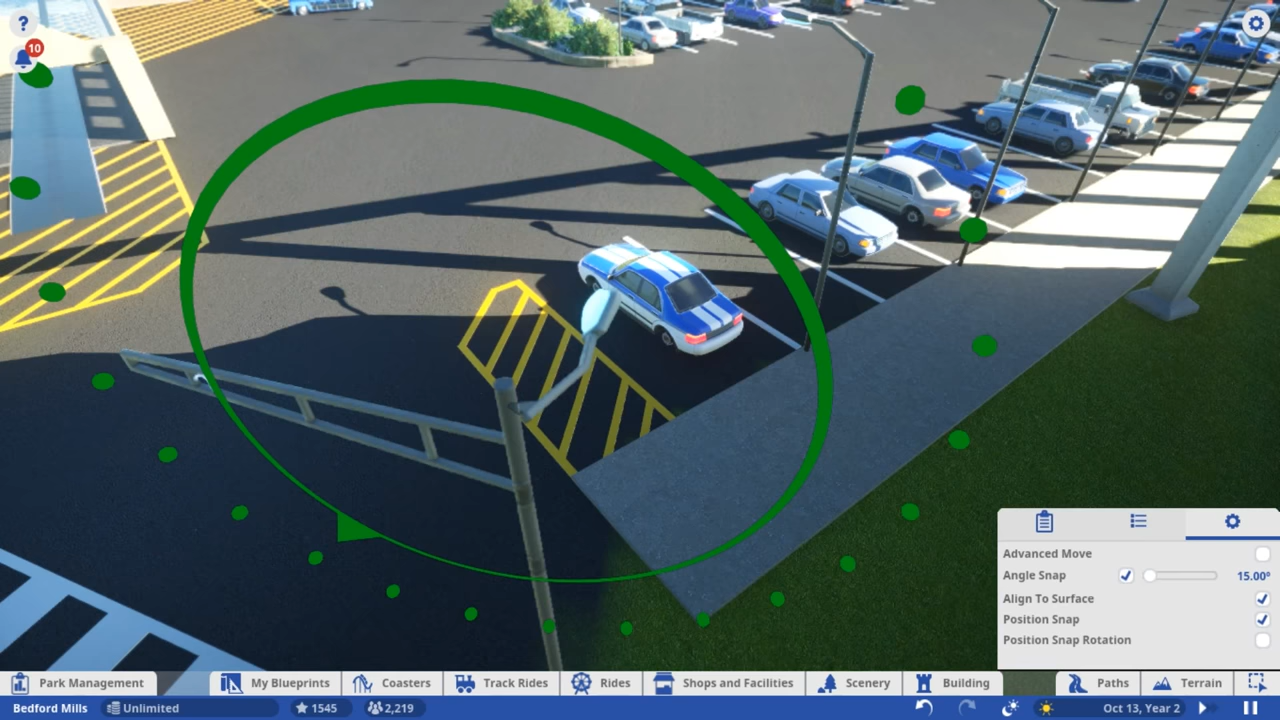 ?
10
Advanced Move
Angle Snap 15.00°
Align To Surface
Position Snap
Position Snap Rotation
Park Management My Blueprints Coasters Track Rides Rides Shops and Facilities Scenery Building Paths Terrain
Bedford Mills Unlimited 1545 2,219 Oct 13, Year 2